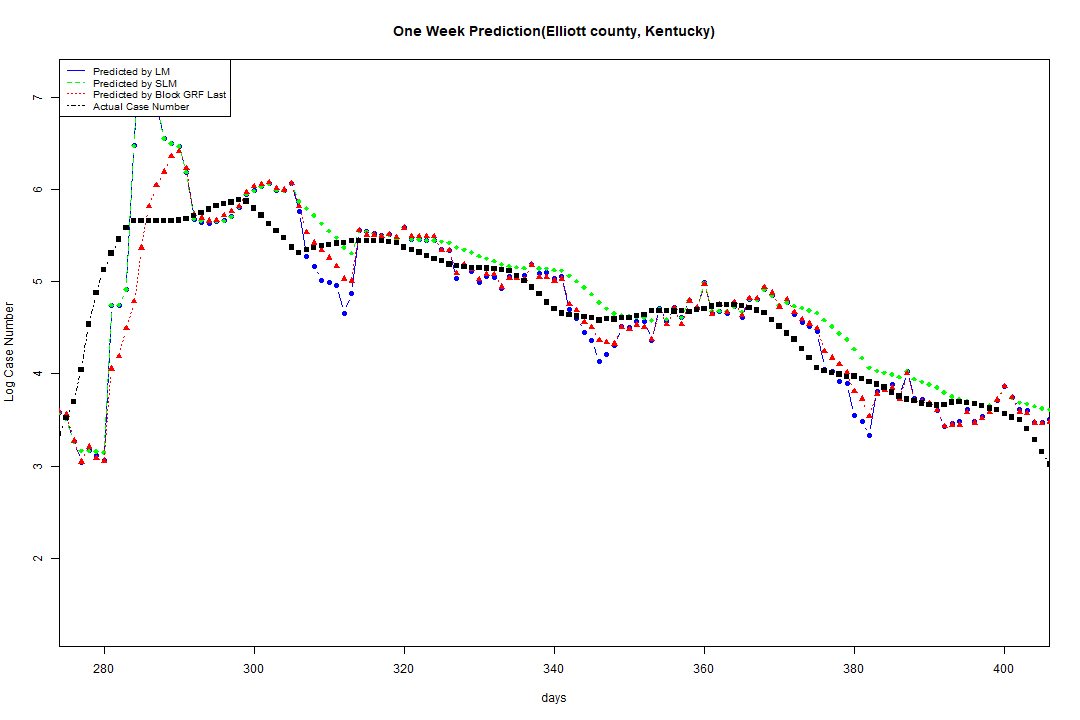 One Week Prediction(Elliott county, Kentucky)
Predicted by LM
Predicted by SLM
Predicted by Block GRF Last
Actual Case Number
7
6
5
4
3
2
Log Case Number
280 300 320 340 360 380 400
days